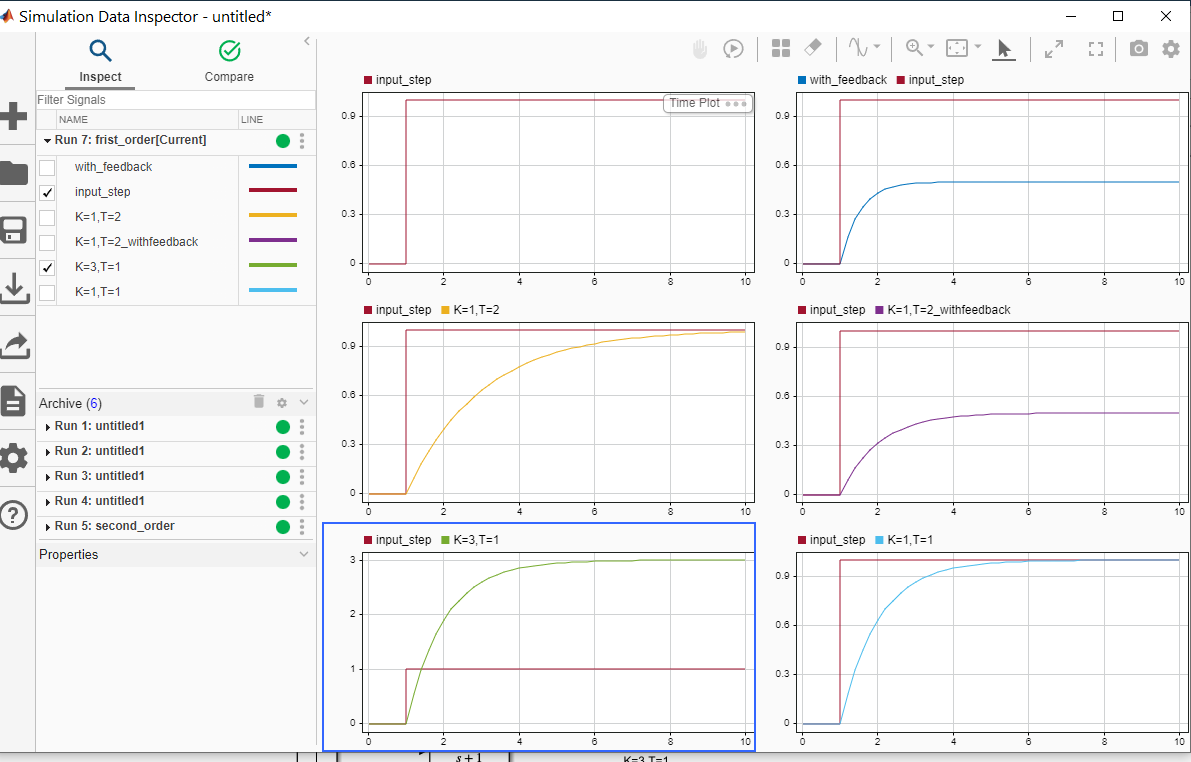 Simulation Data Inspector - untitled*
Inspect
Compare
Filter Signals
NAME
LINE
Run 7: frist_order[Current]
with_feedback
input_step
K=1,T=2
K=1,T=2_withfeedback
K=3,T=1
K=1,T=1
Archive (6)
Run 1: untitled1
Run 2: untitled1
Run 3: untitled1
Run 4: untitled1
Run 5: second_order
Properties
input_step
Time Plot
0.9
0.6
0.3
0
0 2 4 6 8 10
with_feedback input_step
0.9
0.6
0.3
0
0 2 4 6 8 10
input_step K=1,T=2
0.9
0.6
0.3
0
0 2 4 6 8 10
input_step K=1,T=2_withfeedback
0.9
0.6
0.3
0
0 2 4 6 8 10
input_step K=3,T=1
3
2
1
0
0 2 4 6 8 10
input_step K=1,T=1
0.9
0.6
0.3
0
0 2 4 6 8 10
s+1
K=3,T=1